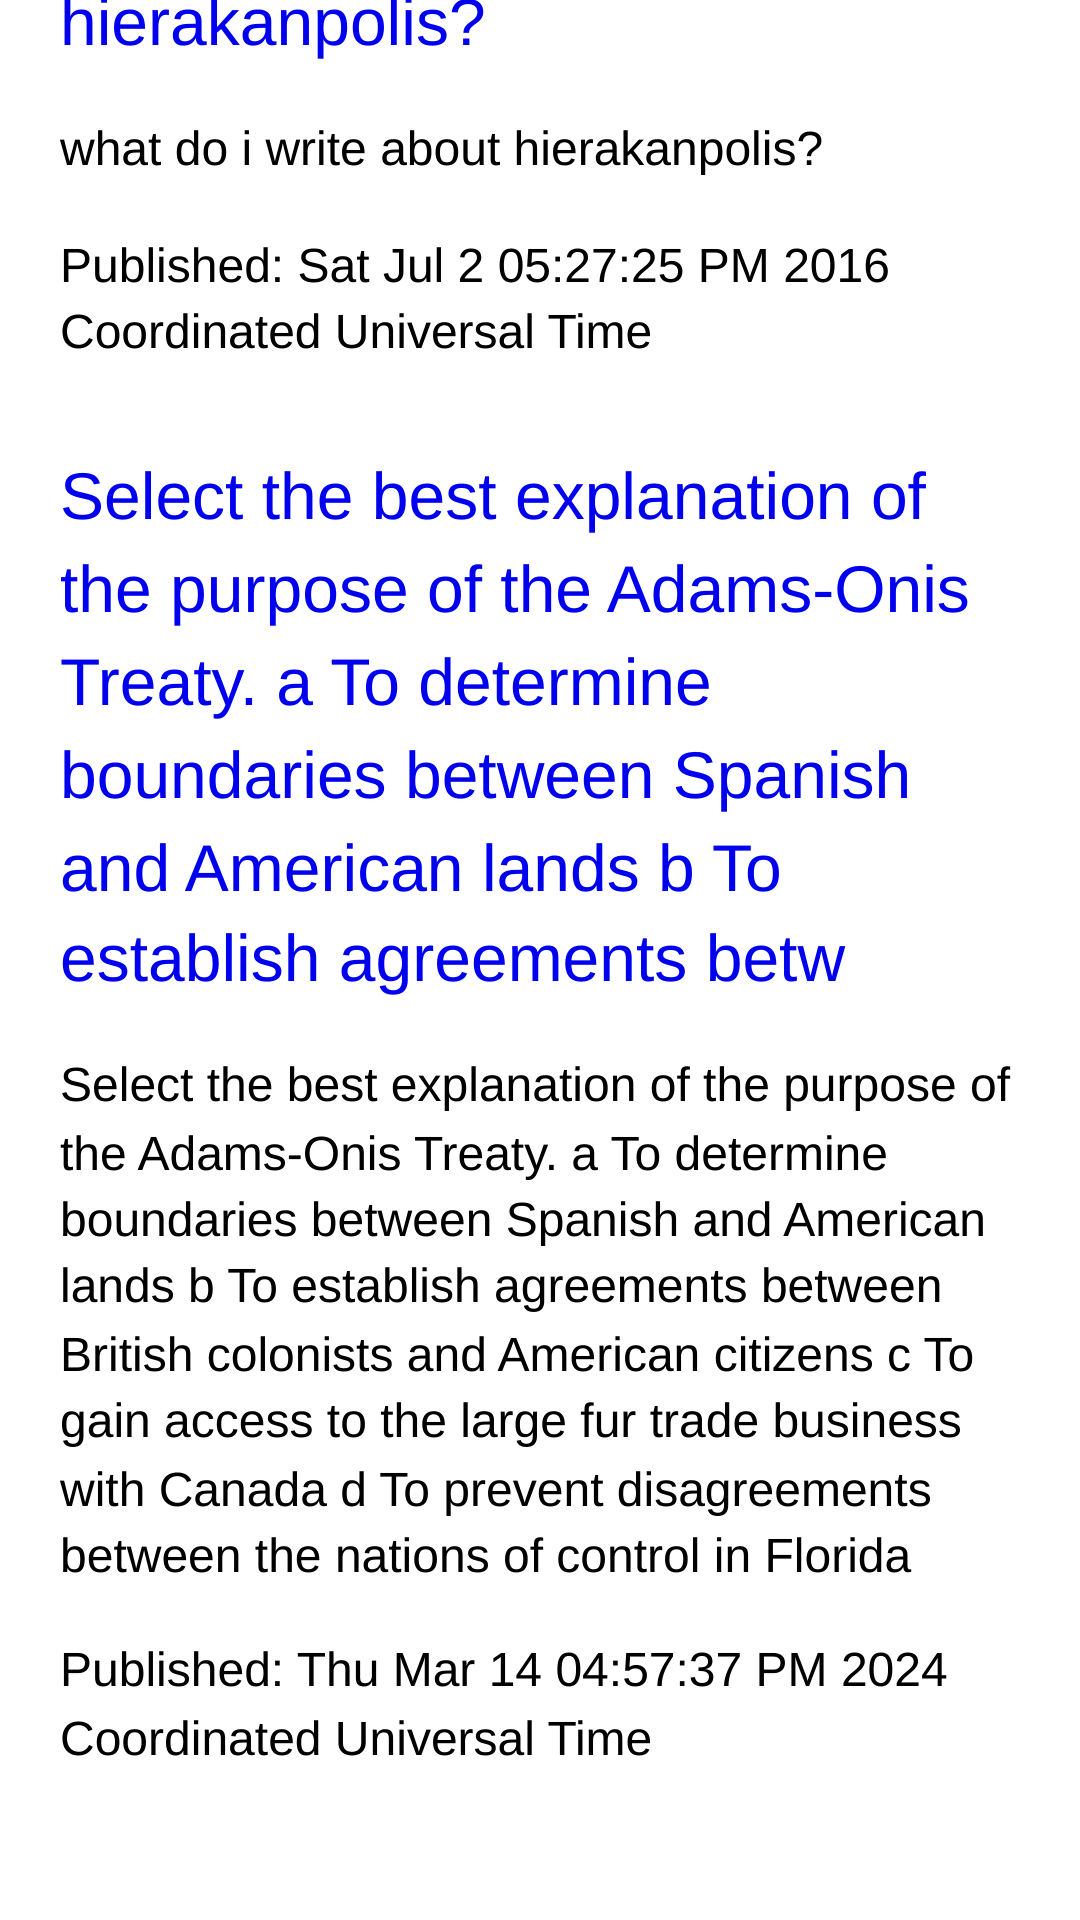 hierakanpolis?
what do i write about hierakanpolis?
Published: Sat Jul 2 05:27:25 PM 2016
Coordinated Universal Time
Select the best explanation of
the purpose of the Adams-Onis
Treaty. a To determine
boundaries between Spanish
and American lands b To
establish agreements betw
Select the best explanation of the purpose of
the Adams-Onis Treaty. a To determine
boundaries between Spanish and American
lands b To establish agreements between
British colonists and American citizens c To
gain access to the large fur trade business
with Canada d To prevent disagreements
between the nations of control in Florida
Published: Thu Mar 14 04:57:37 PM 2024
Coordinated Universal Time